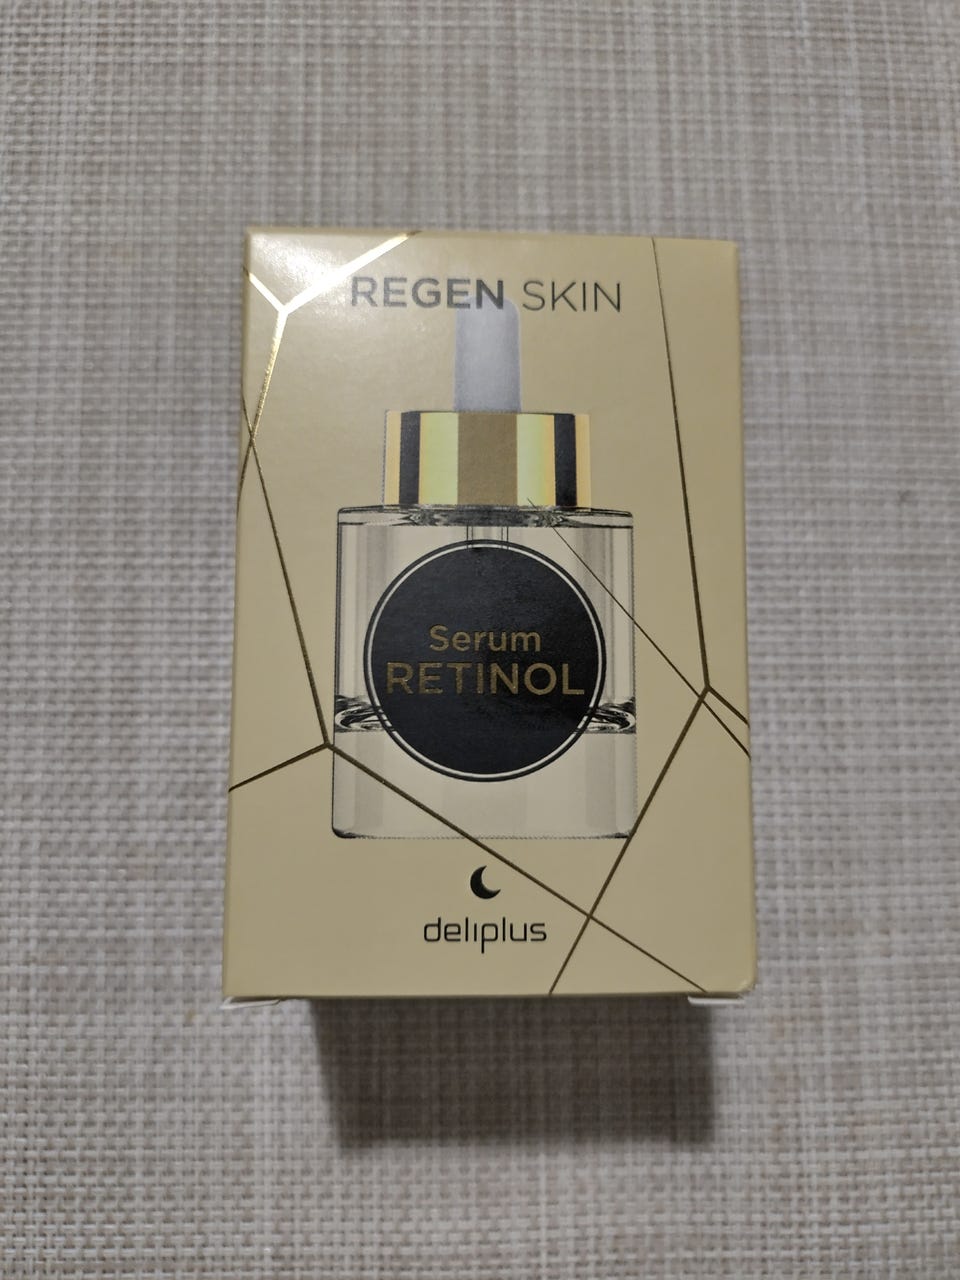 REGEN SKIN
Serum
RETINOL
deliplus